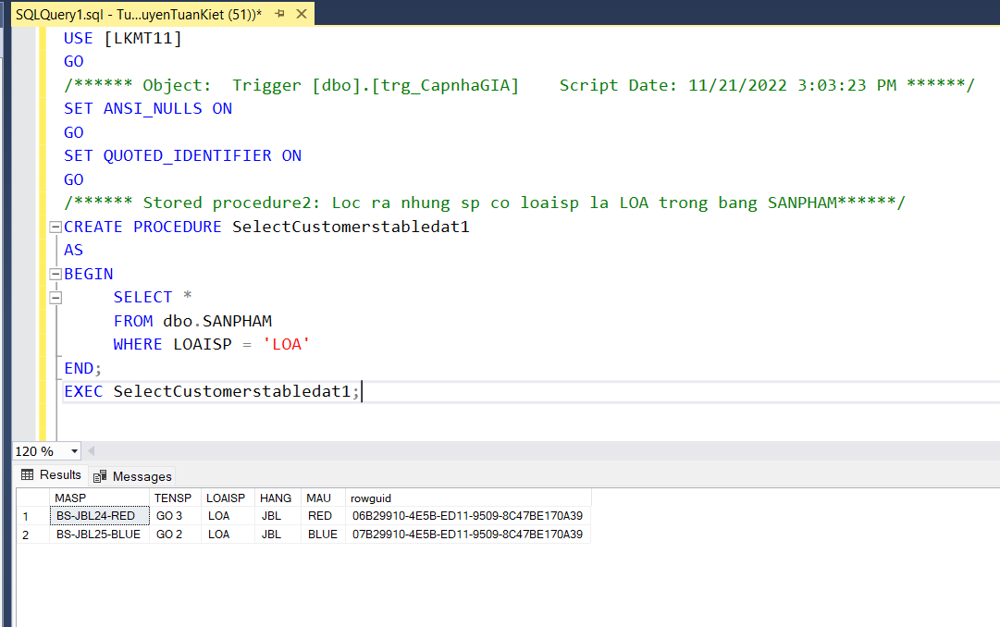 SQLQuery1.sql - Tu...uyenTuanKiet (51))*
USE [LKMT11]
GO
/****** Object:  Trigger [dbo].[trg_CapnhaGIA]    Script Date: 11/21/2022 3:03:23 PM ******/
SET ANSI_NULLS ON
GO
SET QUOTED_IDENTIFIER ON
GO
/****** Stored procedure2: Loc ra nhung sp co loaisp la LOA trong bang SANPHAM******/
CREATE PROCEDURE SelectCustomerstabledat1
AS
BEGIN
SELECT *
FROM dbo.SANPHAM
WHERE LOAISP = 'LOA'
END;
EXEC SelectCustomerstabledat1;
120 %
Results Messages
MASP TENSP LOAISP HANG MAU rowguid
1 BS-JBL24-RED GO 3 LOA JBL RED 06B29910-4E5B-ED11-9509-8C47BE170A39
2 BS-JBL25-BLUE GO 2 LOA JBL BLUE 07B29910-4E5B-ED11-9509-8C47BE170A39